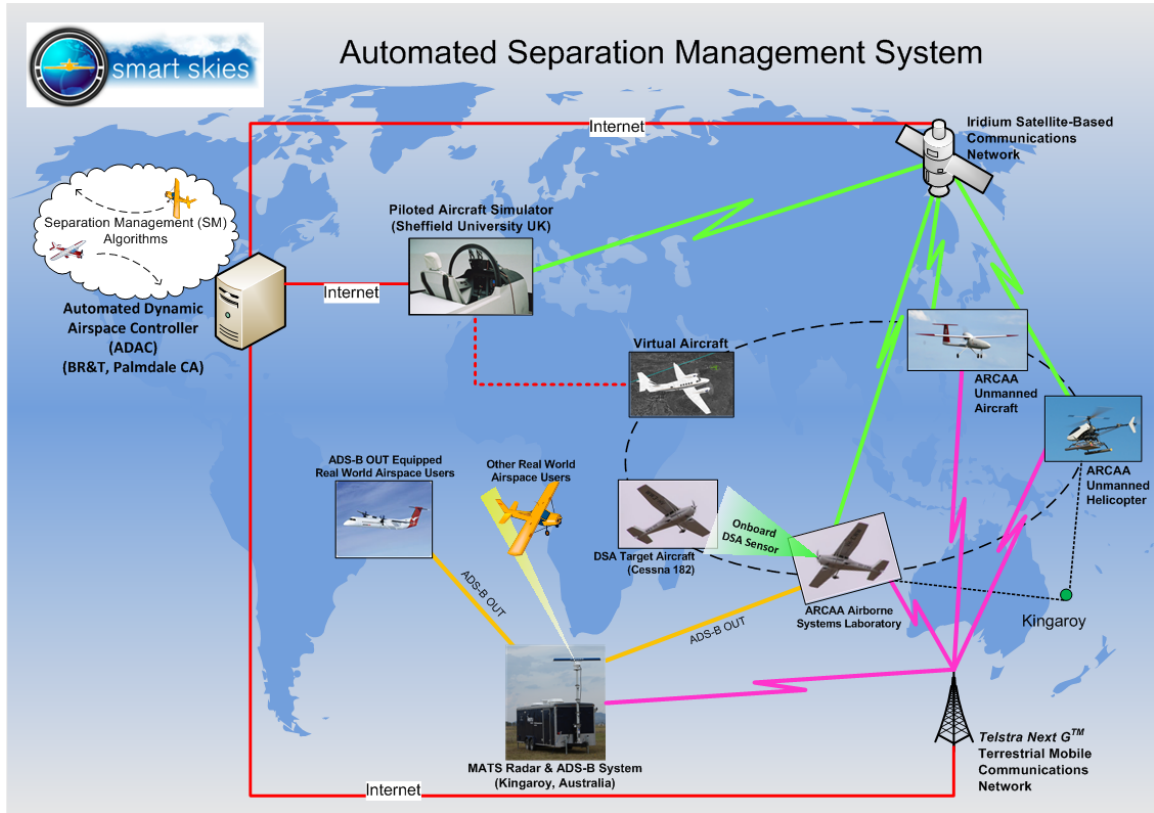 smart skies
Automated Separation Management System
Internet
Iridium Satellite-Based
Communications
Network
Separation Management (SM)
Algorithms
Piloted Aircraft Simulator
(Sheffield University UK)
Internet
Automated Dynamic
Airspace Controller
(ADAC)
(BR&T, Palmdale CA)
Virtual Aircraft
ARCAA
Unmanned
Aircraft
ARCAA
Unmanned
Helicopter
ADS-B OUT Equipped
Real World Airspace Users
Other Real World
Airspace Users
Onboard
DSA Sensor
DSA Target Aircraft
(Cessna 182)
ADS-B OUT
ADS-B OUT
ARCAA Airborne
Systems Laboratory
Kingaroy
MATS Radar & ADS-B System
(Kingaroy, Australia)
Telstra Next G™
Terrestrial Mobile
Communications
Network
Internet